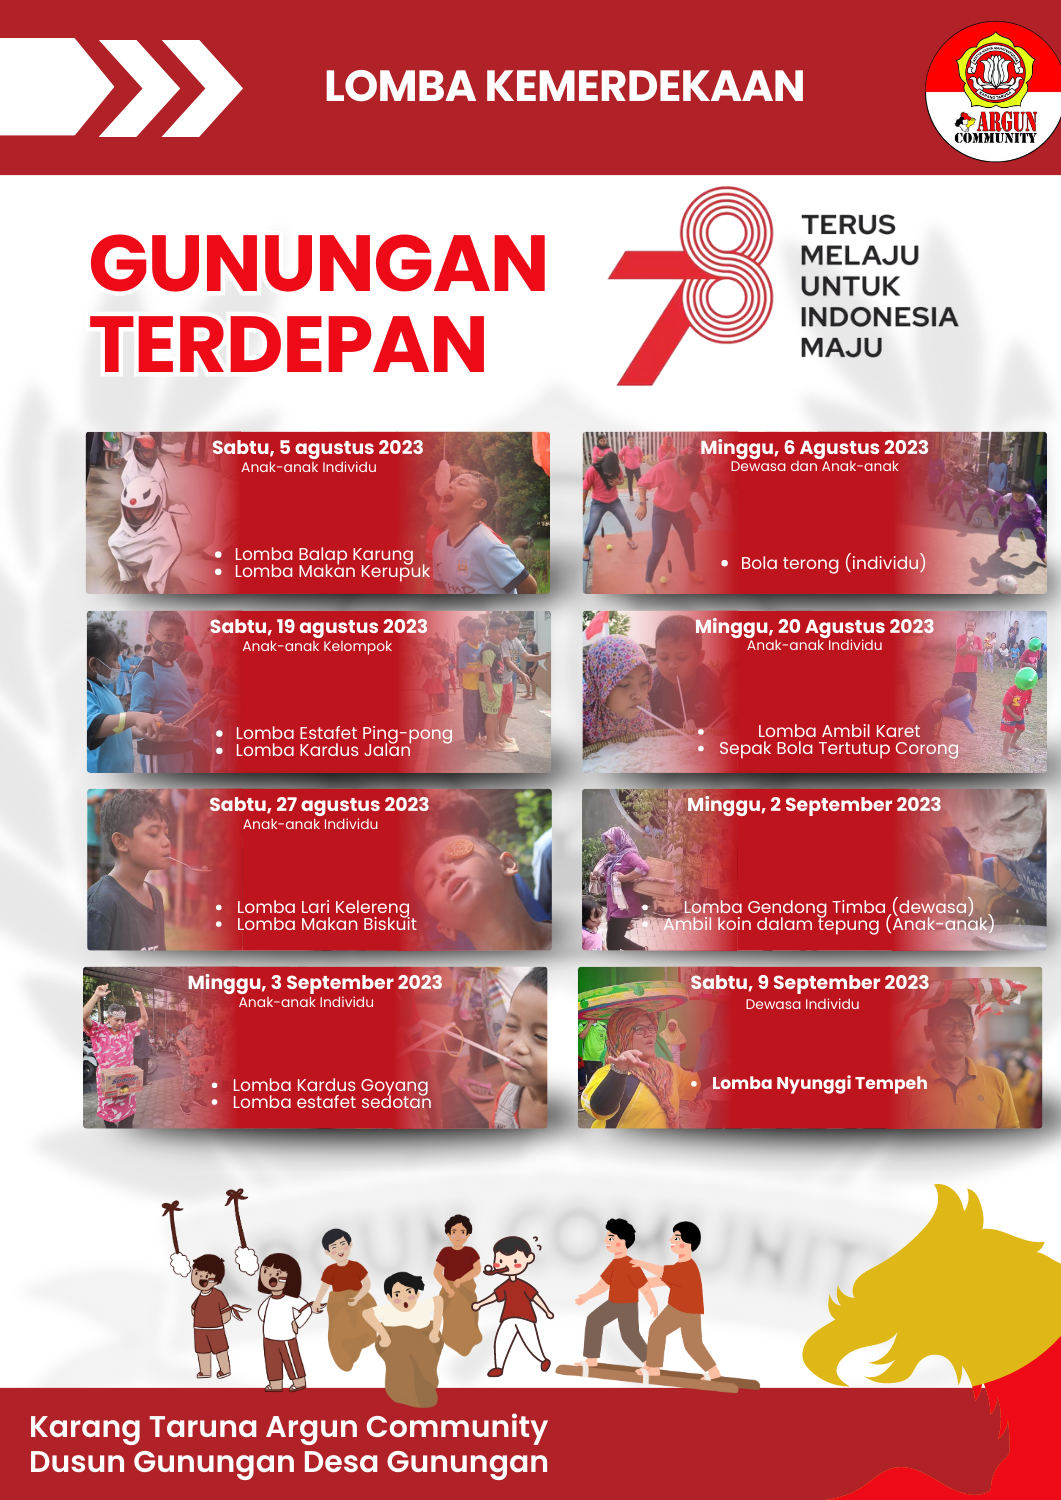 LOMBA KEMERDEKAAN
ARGUN
COMMUNITY
GUNUNGAN
TERDEPAN
78
TERUS
MELAJU
UNTUK
INDONESIA
MAJU
Sabtu, 5 agustus 2023
Anak-anak Individu
• Lomba Balap Karung
• Lomba Makan Kerupuk
Minggu, 6 Agustus 2023
Dewasa dan Anak-anak
• Bola terong (individu)
Sabtu, 19 agustus 2023
Anak-anak Kelompok
• Lomba Estafet Ping-pong
• Lomba Kardus Jalan
Minggu, 20 Agustus 2023
Anak-anak Individu
• Lomba Ambil Karet
• Sepak Bola Tertutup Corong
Sabtu, 27 agustus 2023
Anak-anak Individu
• Lomba Lari Kelereng
• Lomba Makan Biskuit
Minggu, 2 September 2023
• Lomba Gendong Timba (dewasa)
• Ambil koin dalam tepung (Anak-anak)
Minggu, 3 September 2023
Anak-anak Individu
• Lomba Kardus Goyang
• Lomba estafet sedotan
Sabtu, 9 September 2023
Dewasa Individu
• Lomba Nyunggi Tempeh
Karang Taruna Argun Community
Dusun Gunungan Desa Gunungan